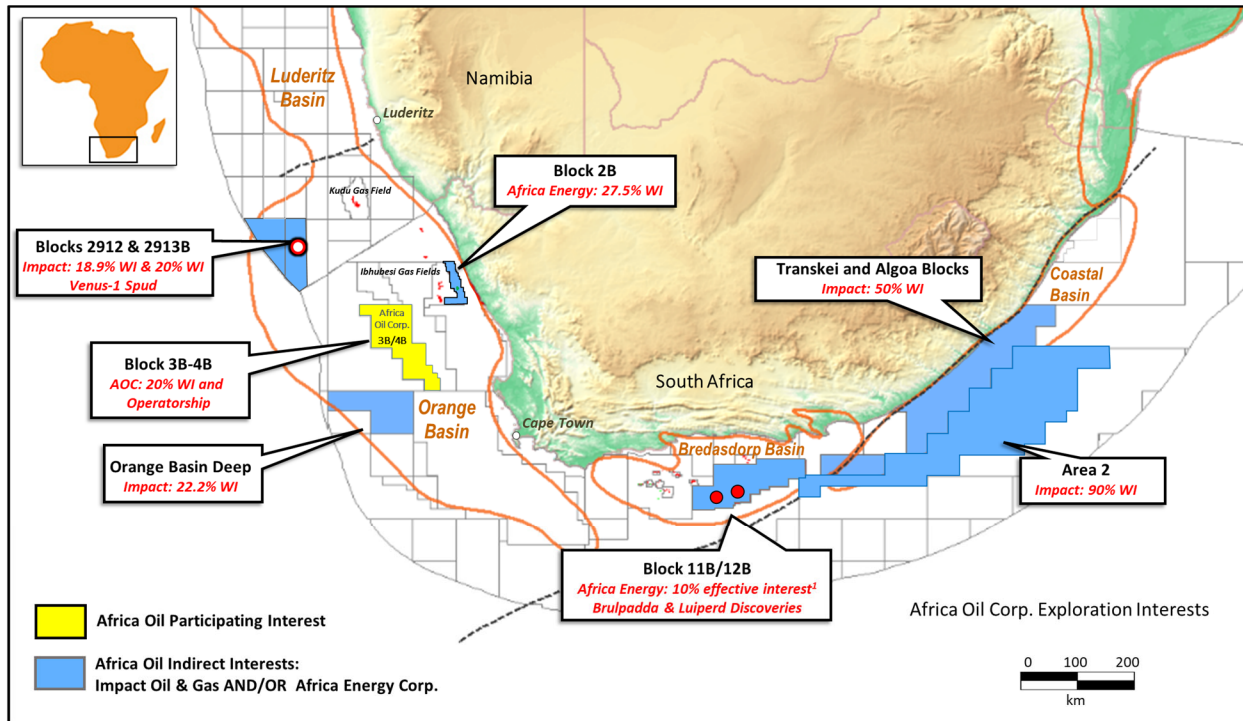 Luderitz
Basin
Namibia
Luderitz
Kudu Gas Field
Block 2B
Africa Energy: 27.5% WI
Blocks 2912 & 2913B
Impact: 18.9% WI & 20% WI
Venus-1 Spud
Ibhubesi Gas Fields
Transkei and Algoa Blocks
Impact: 50% WI
Coastal
Basin
Africa
Oil Corp.
3B/4B
Block 3B-4B
AOC: 20% WI and
Operatorship
South Africa
Orange
Basin
Cape Town
Bredasdorp Basin
Orange Basin Deep
Impact: 22.2% WI
Area 2
Impact: 90% WI
Block 11B/12B
Africa Energy: 10% effective interest¹
Brulpadda & Luiperd Discoveries
Africa Oil Corp. Exploration Interests
Africa Oil Participating Interest
Africa Oil Indirect Interests:
Impact Oil & Gas AND/OR Africa Energy Corp.
0 100 200
km